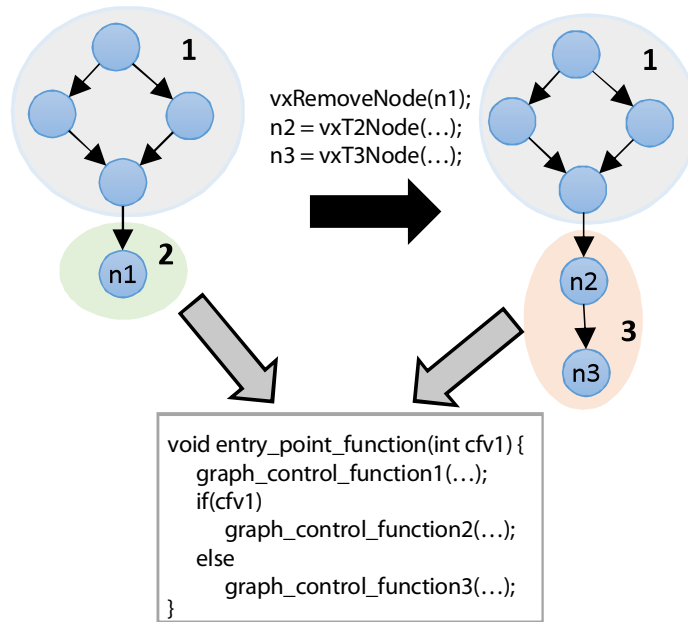 1
2
n1
vxRemoveNode(n1);
n2 = vxT2Node(…);
n3 = vxT3Node(…);
1
n2
3
n3
void entry_point_function(int cfv1) {
graph_control_function1(…);
if(cfv1)
graph_control_function2(…);
else
graph_control_function3(…);
}